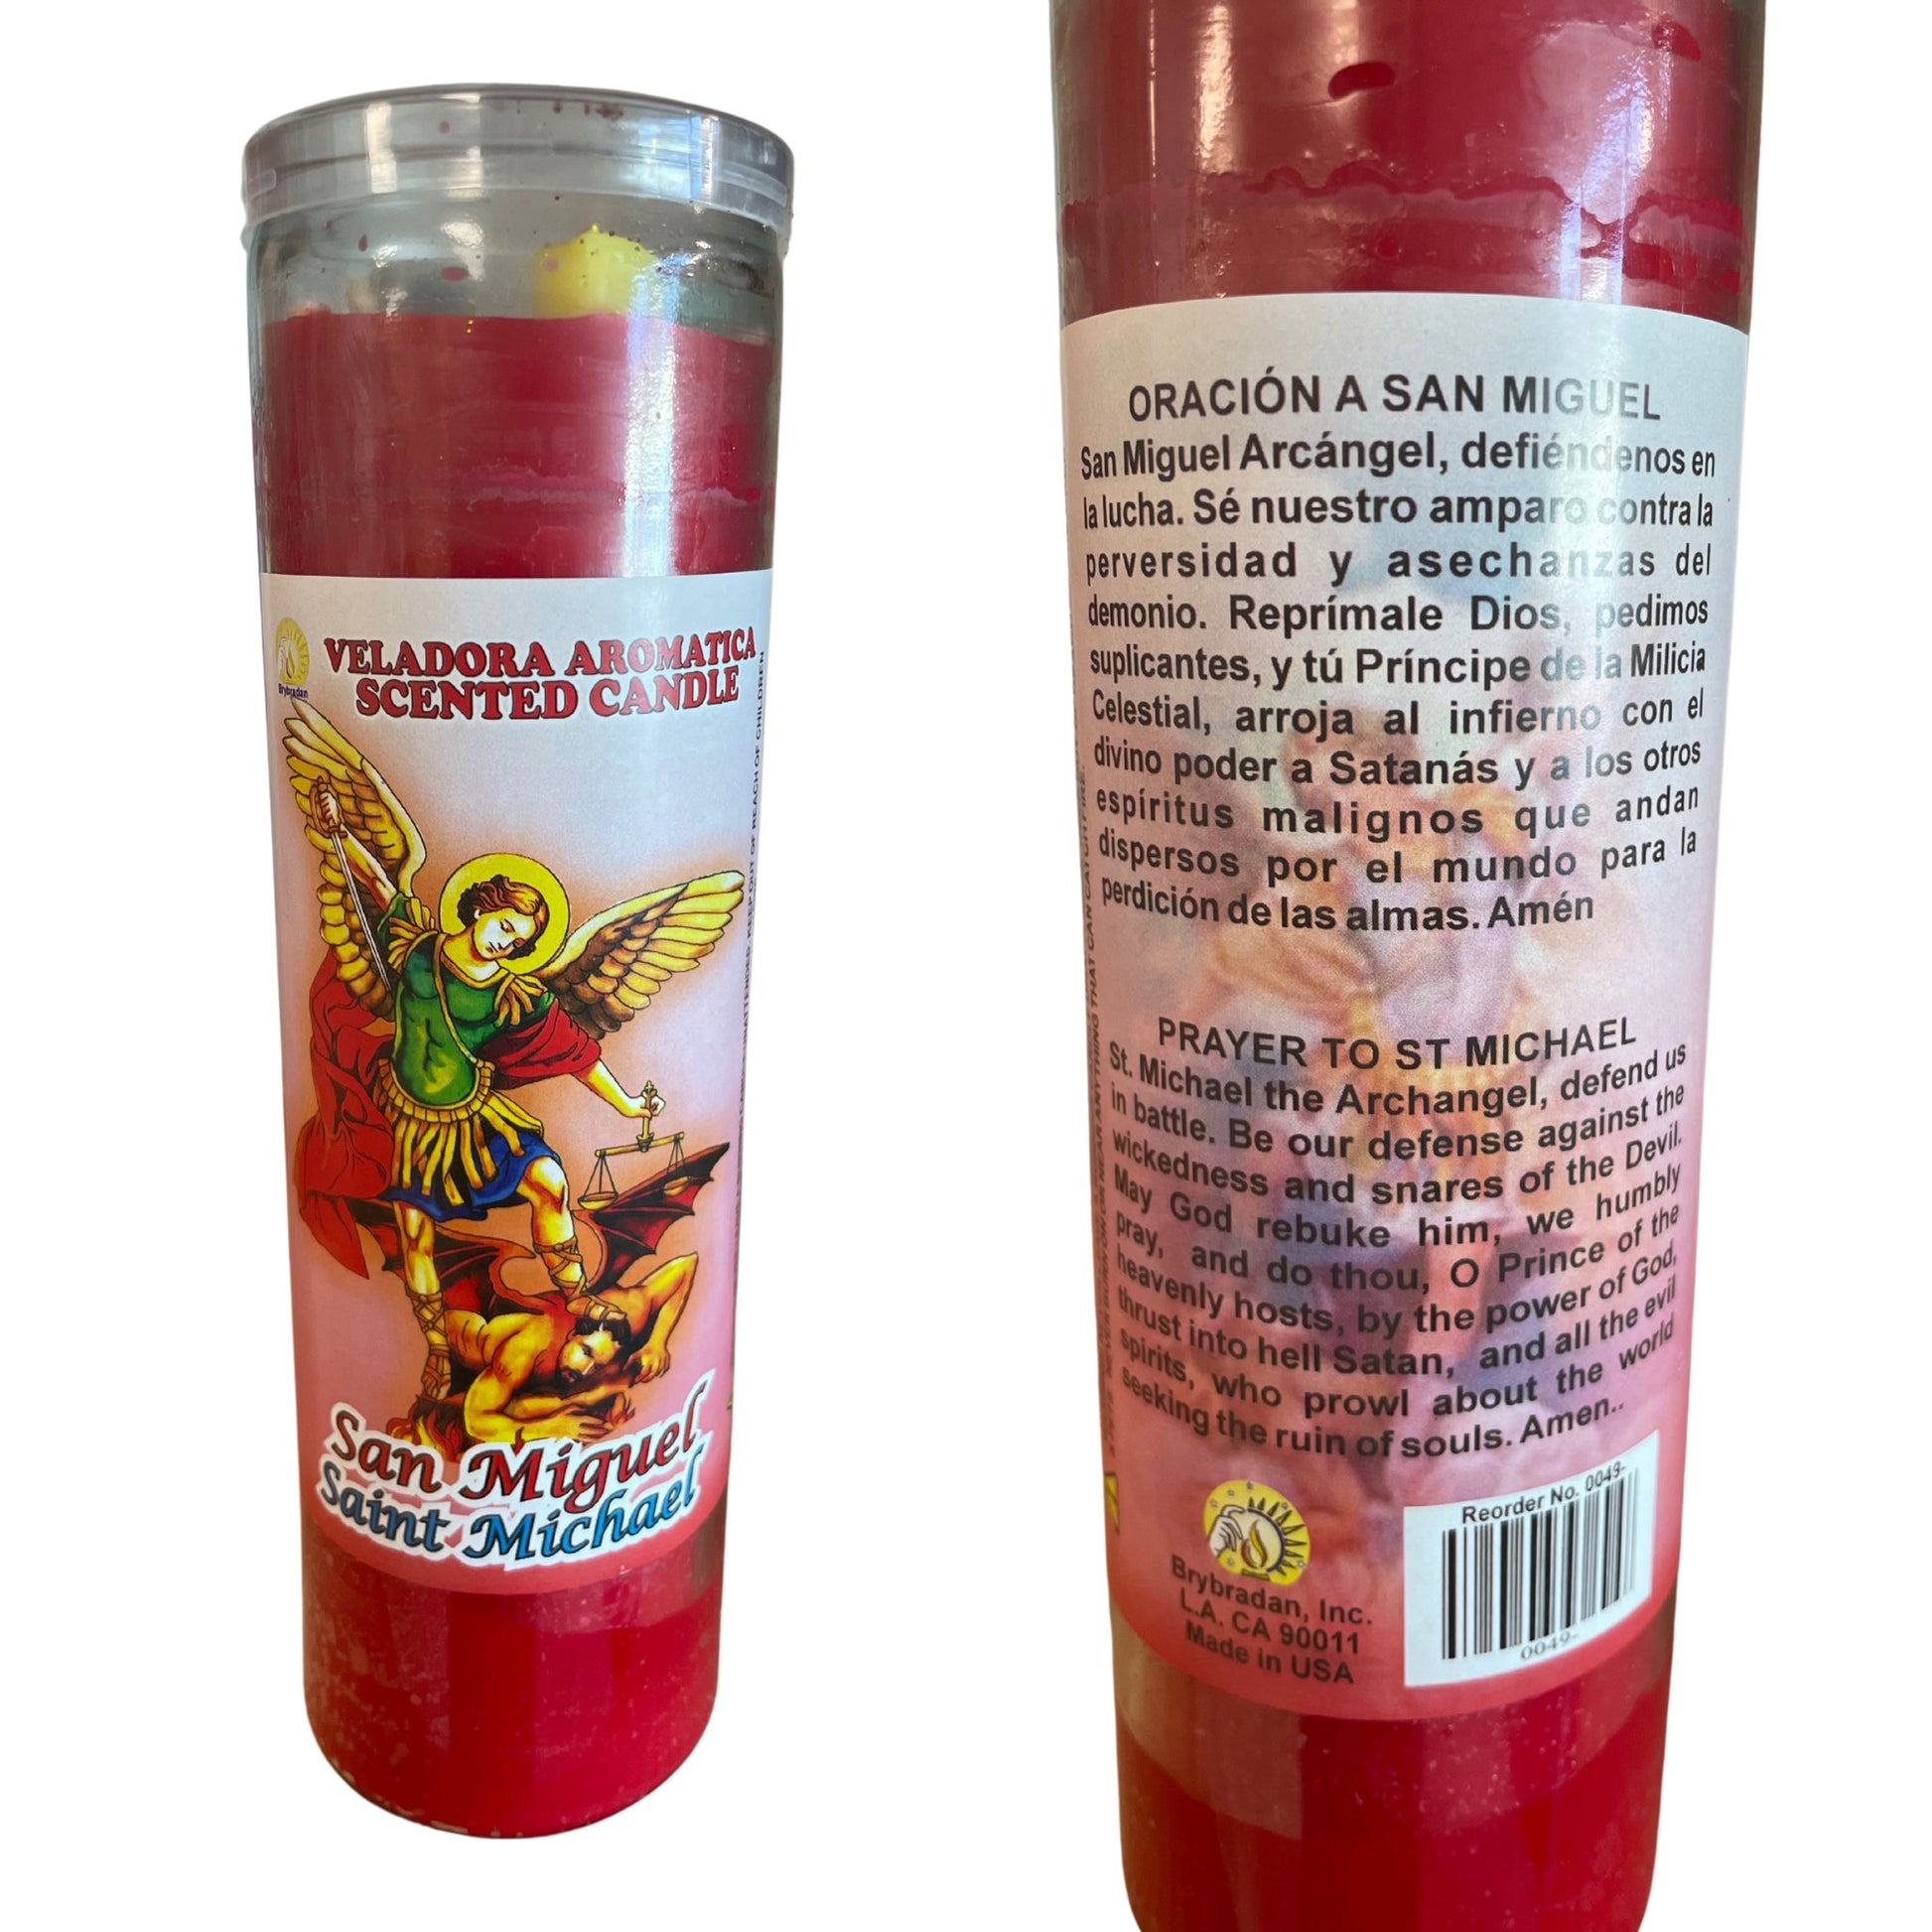 Brybradan
VELADORA AROMATICA
SCENTED CANDLE
KEEP OUT OF REACH OF CHILDREN
San Miguel
Saint Michael
ORACIÓN A SAN MIGUEL
San Miguel Arcángel, defiéndenos en
la lucha. Sé nuestro amparo contra la
perversidad y asechanzas del
demonio. Reprímale Dios, pedimos
suplicantes, y tú Príncipe de la Milicia
Celestial, arroja al infierno con el
divino poder a Satanás y a los otros
espíritus malignos que andan
dispersos por el mundo para la
perdición de las almas. Amén
PRAYER TO ST MICHAEL
St. Michael the Archangel, defend us
in battle. Be our defense against the
wickedness and snares of the Devil.
May God rebuke him, we humbly
pray, and do thou, O Prince of the
heavenly hosts, by the power of God,
thrust into hell Satan, and all the evil
spirits, who prowl about the world
seeking the ruin of souls. Amen..
Brybradan, Inc.
L.A. CA 90011
Made in USA
Reorder No. 0049-
0049-